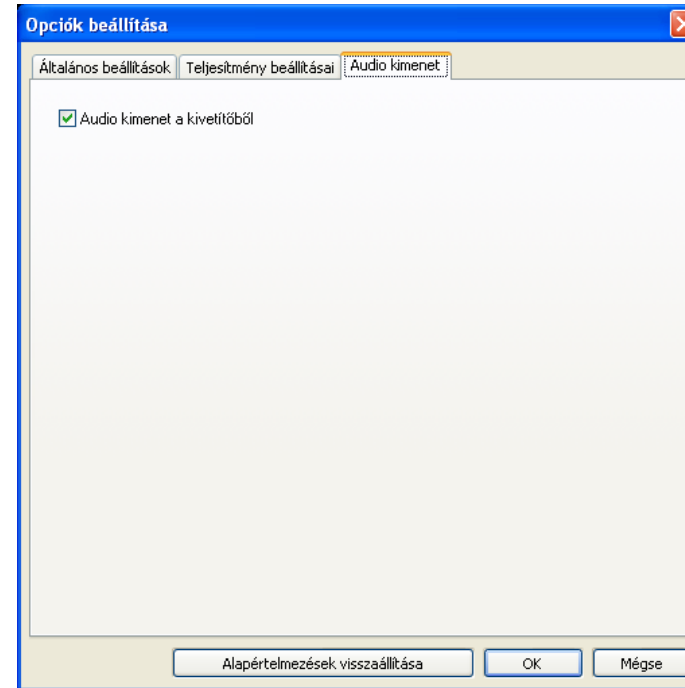 Opciók beállítása
Általános beállítások Teljesítmény beállításai Audio kimenet
Audio kimenet a kivetítőből
Alapértelmezések visszaállítása OK Mégse